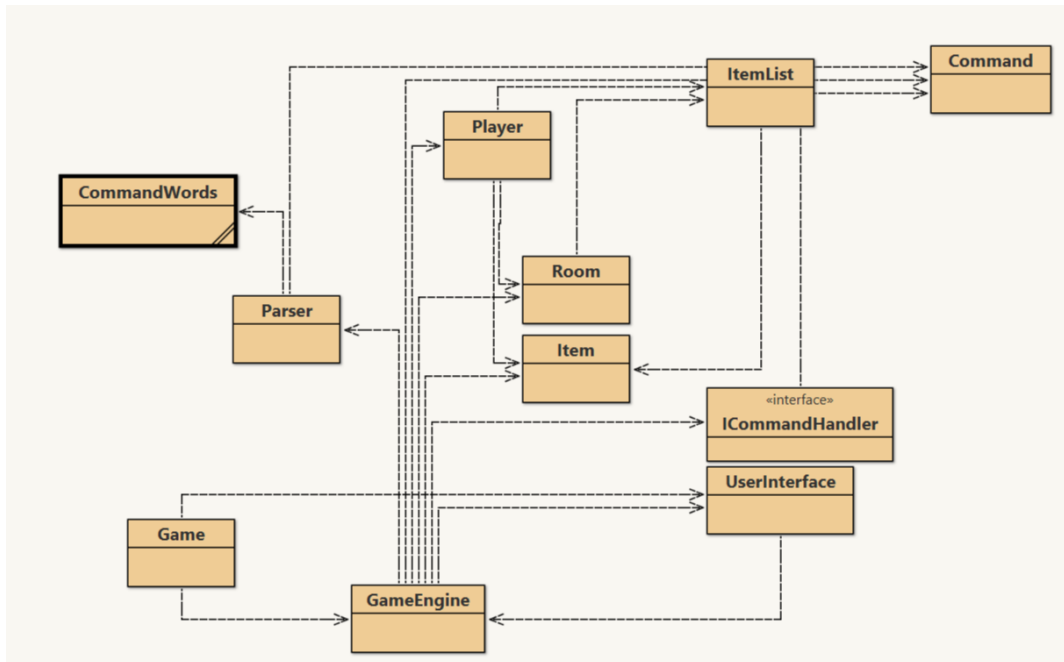 Command
ItemList
Player
CommandWords
Room
Parser
Item
«interface»
ICommandHandler
UserInterface
Game
GameEngine